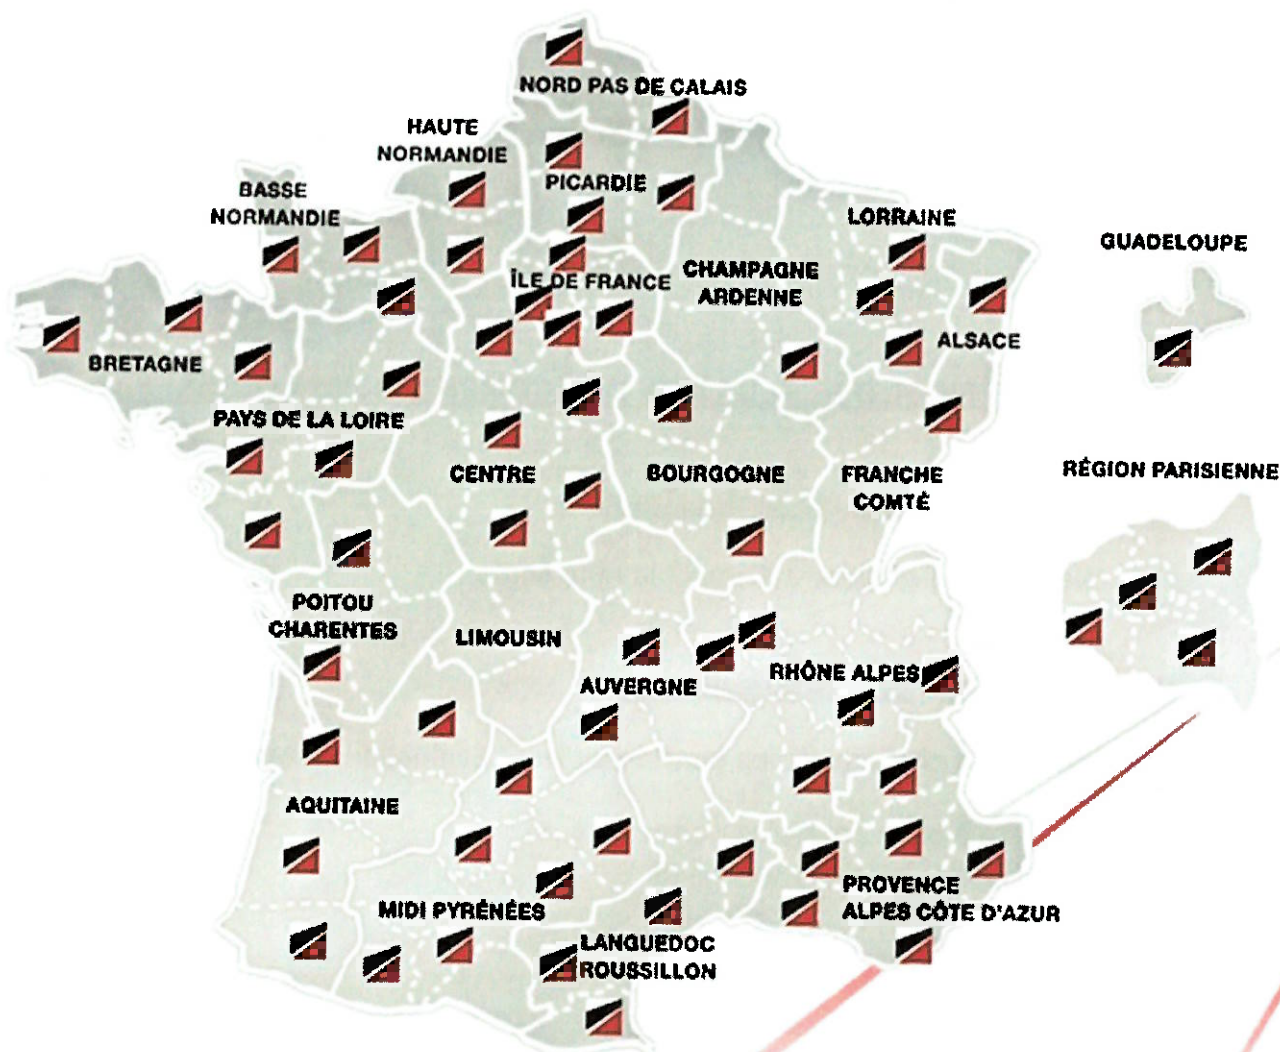 NORD PAS DE CALAIS
HAUTE
NORMANDIE
PICARDIE
BASSE
NORMANDIE
LORRAINE
GUADELOUPE
CHAMPAGNE
ARDENNE
ÎLE DE FRANCE
ALSACE
BRETAGNE
PAYS DE LA LOIRE
CENTRE
BOURGOGNE
FRANCHE
COMTÉ
RÉGION PARISIENNE
POITOU
CHARENTES
LIMOUSIN
AUVERGNE
RHÔNE ALPES
AQUITAINE
PROVENCE
ALPES CÔTE D'AZUR
MIDI PYRÉNÉES
LANGUEDOC
ROUSSILLON